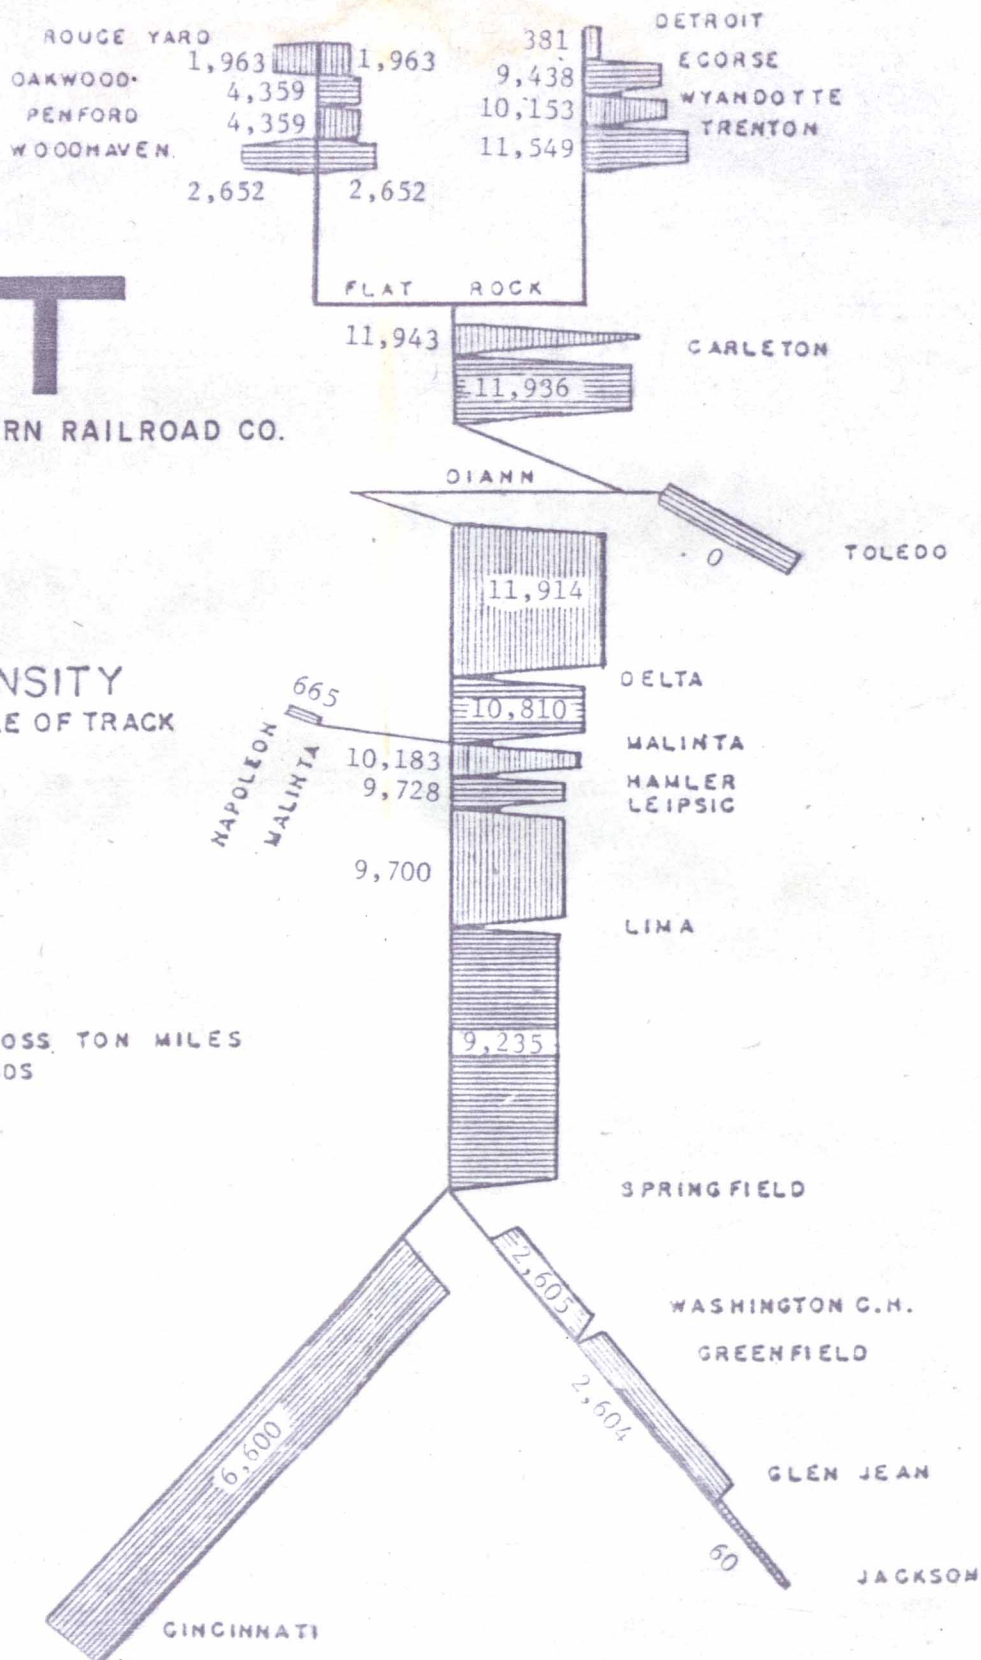 ROUGE YARD
1,963
1,963
OAKWOOD
4,359
PENFORD
4,359
WOODHAVEN
2,652
2,652
DETROIT
381
ECORSE
9,438
WYANDOTTE
10,153
TRENTON
11,549
FLAT ROCK
T
11,943
CARLETON
11,936
RN RAILROAD CO.
DIANN
0
TOLEDO
11,914
NSITY
E OF TRACK
DELTA
665
10,810
NAPOLEON
MALINTA
MALINTA
10,183
HAMLER
9,728
LEIPSIC
9,700
LIMA
OSS TON MILES
DS
9,235
SPRINGFIELD
2,605
WASHINGTON C.H.
GREENFIELD
2,604
6,600
GLEN JEAN
60
JACKSON
CINCINNATI